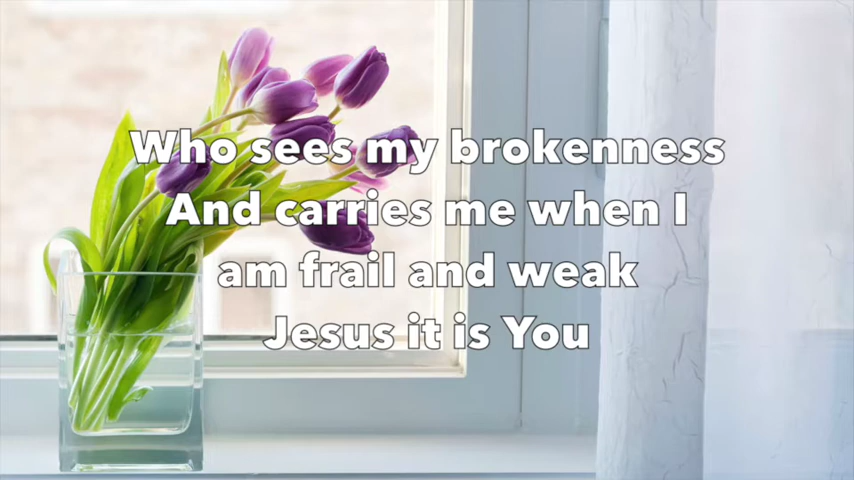 Who sees my brokenness
And carries me when I
am frail and weak
Jesus it is You